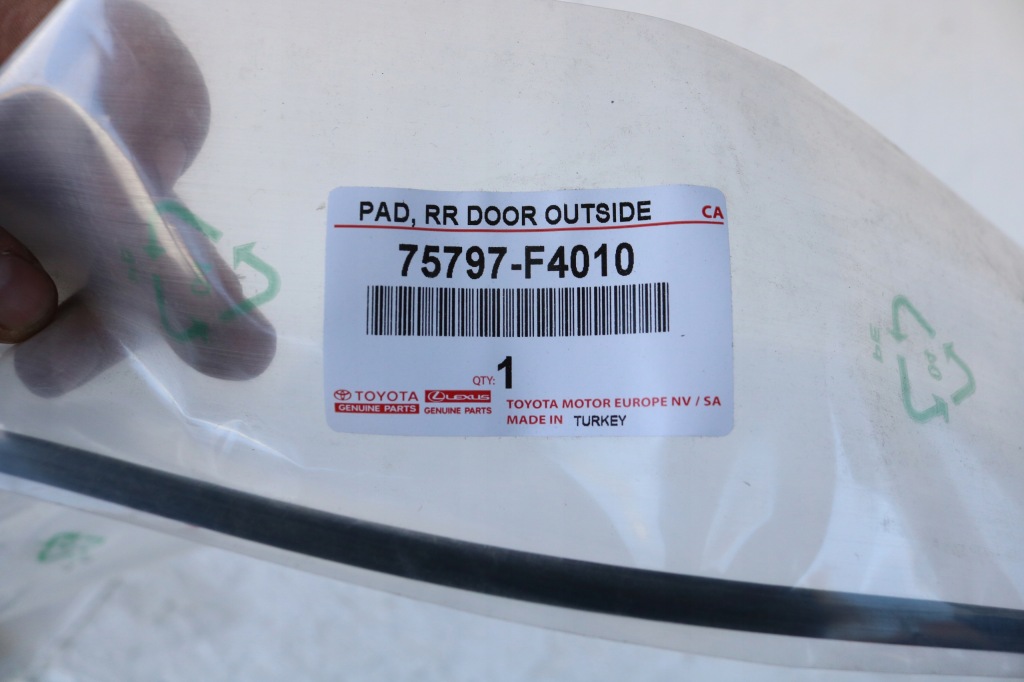 PAD, RR DOOR OUTSIDE CA
75797-F4010
QTY: 1
TOYOTA LEXUS
GENUINE PARTS GENUINE PARTS
TOYOTA MOTOR EUROPE NV / SA
MADE IN TURKEY